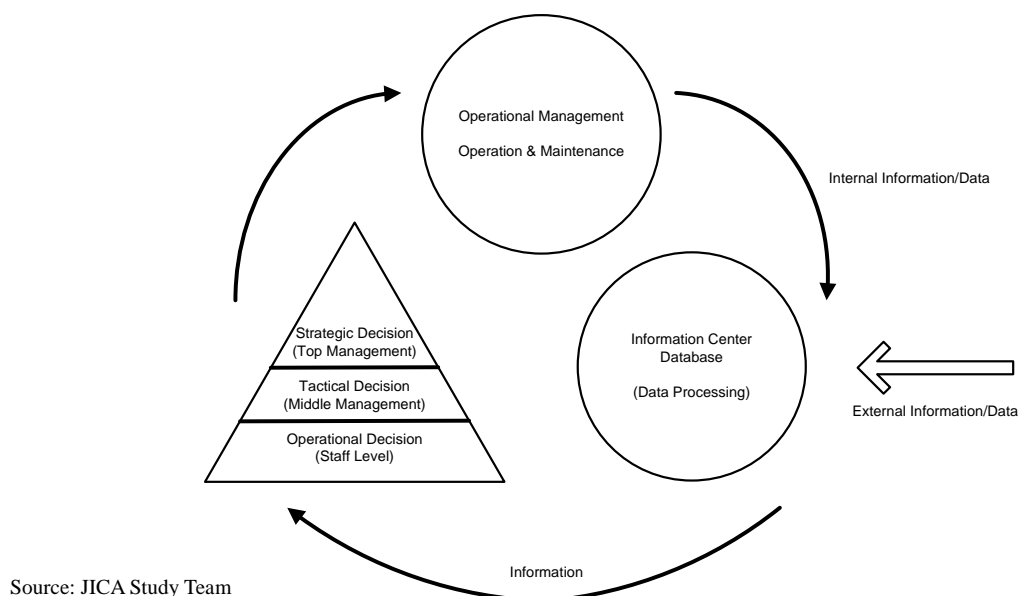 Operational Management
Operation & Maintenance
Internal Information/Data
Strategic Decision
(Top Management)
Tactical Decision
(Middle Management)
Operational Decision
(Staff Level)
Information Center
Database
(Data Processing)
External Information/Data
Information
Source: JICA Study Team